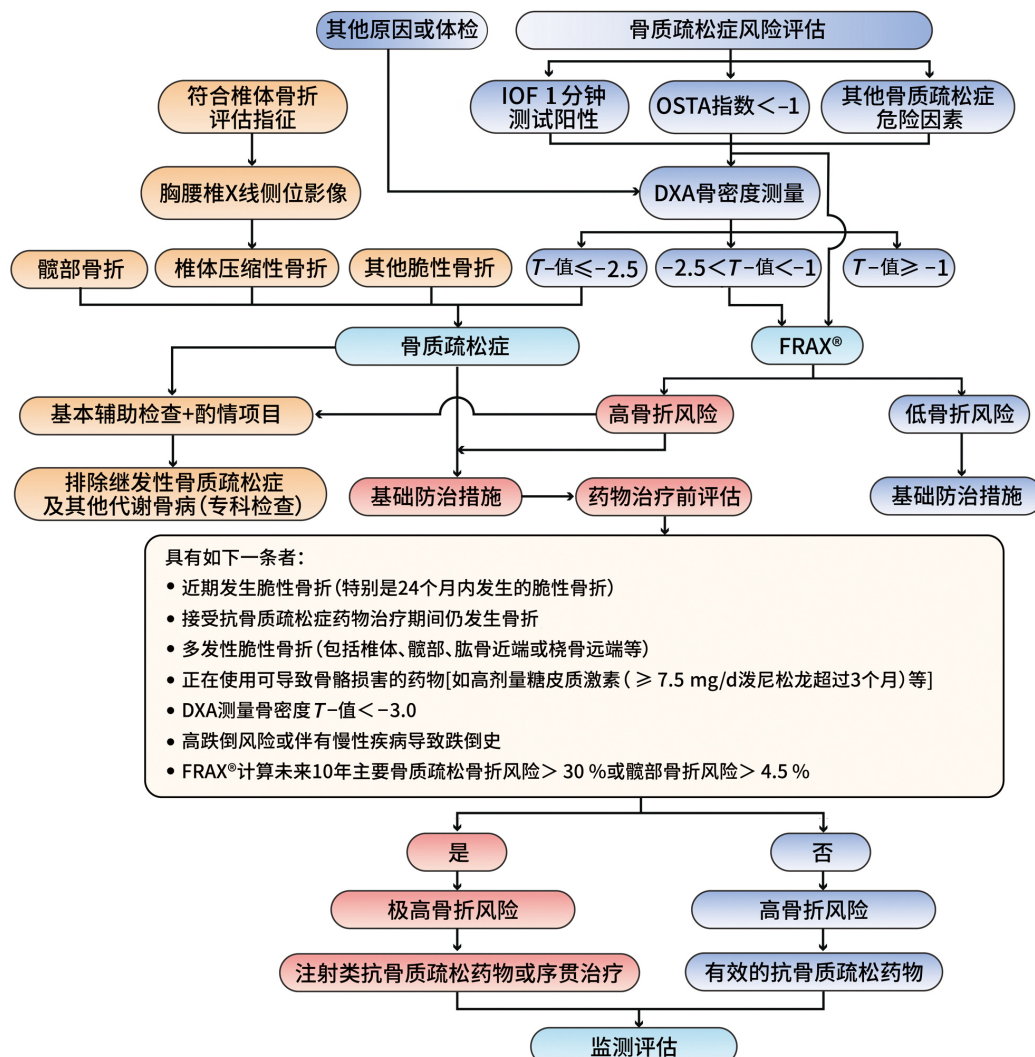 其他原因或体检
骨质疏松症风险评估
符合椎体骨折
评估指征
IOF 1分钟
测试阳性
OSTA指数<-1
其他骨质疏松症
危险因素
胸腰椎X线侧位影像
DXA骨密度测量
髋部骨折
椎体压缩性骨折
其他脆性骨折
T-值≤-2.5
-2.5<T-值<-1
T-值≥ -1
骨质疏松症
FRAX®
基本辅助检查+酌情项目
高骨折风险
低骨折风险
排除继发性骨质疏松症
及其他代谢骨病(专科检查)
基础防治措施
药物治疗前评估
基础防治措施
具有如下一条者:
• 近期发生脆性骨折(特别是24个月内发生的脆性骨折)
• 接受抗骨质疏松症药物治疗期间仍发生骨折
• 多发性脆性骨折(包括椎体、髋部、肱骨近端或桡骨远端等)
• 正在使用可导致骨骼损害的药物[如高剂量糖皮质激素( ≥ 7.5 mg/d泼尼松龙超过3个月)等]
• DXA测量骨密度T-值<-3.0
• 高跌倒风险或伴有慢性疾病导致跌倒史
• FRAX®计算未来10年主要骨质疏松骨折风险> 30 %或髋部骨折风险> 4.5 %
是
否
极高骨折风险
高骨折风险
注射类抗骨质疏松药物或序贯治疗
有效的抗骨质疏松药物
监测评估